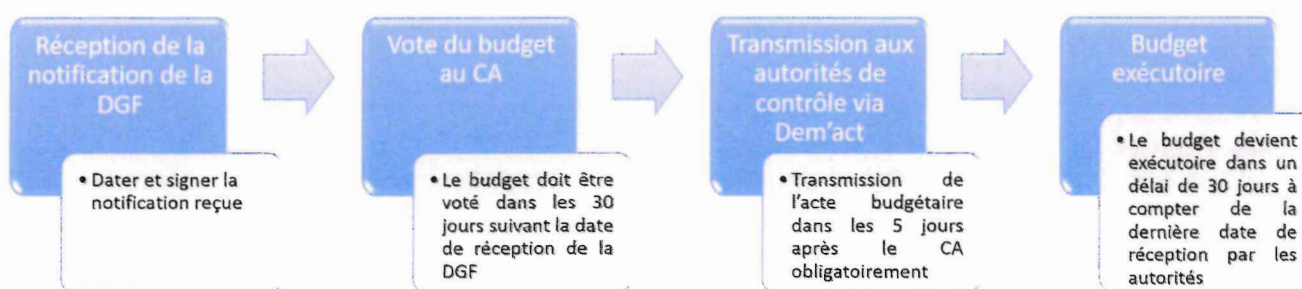 Réception de la
notification de la
DGF
• Dater et signer la
notification reçue
Vote du budget
au CA
• Le budget doit être
voté dans les 30
jours suivant la date
de réception de la
DGF
Transmission aux
autorités de
contrôle via
Dem'act
• Transmission de
l'acte budgétaire
dans les 5 jours
après le CA
obligatoirement
Budget
exécutoire
• Le budget devient
exécutoire dans un
délai de 30 jours à
compter de la
dernière date de
réception par les
autorités